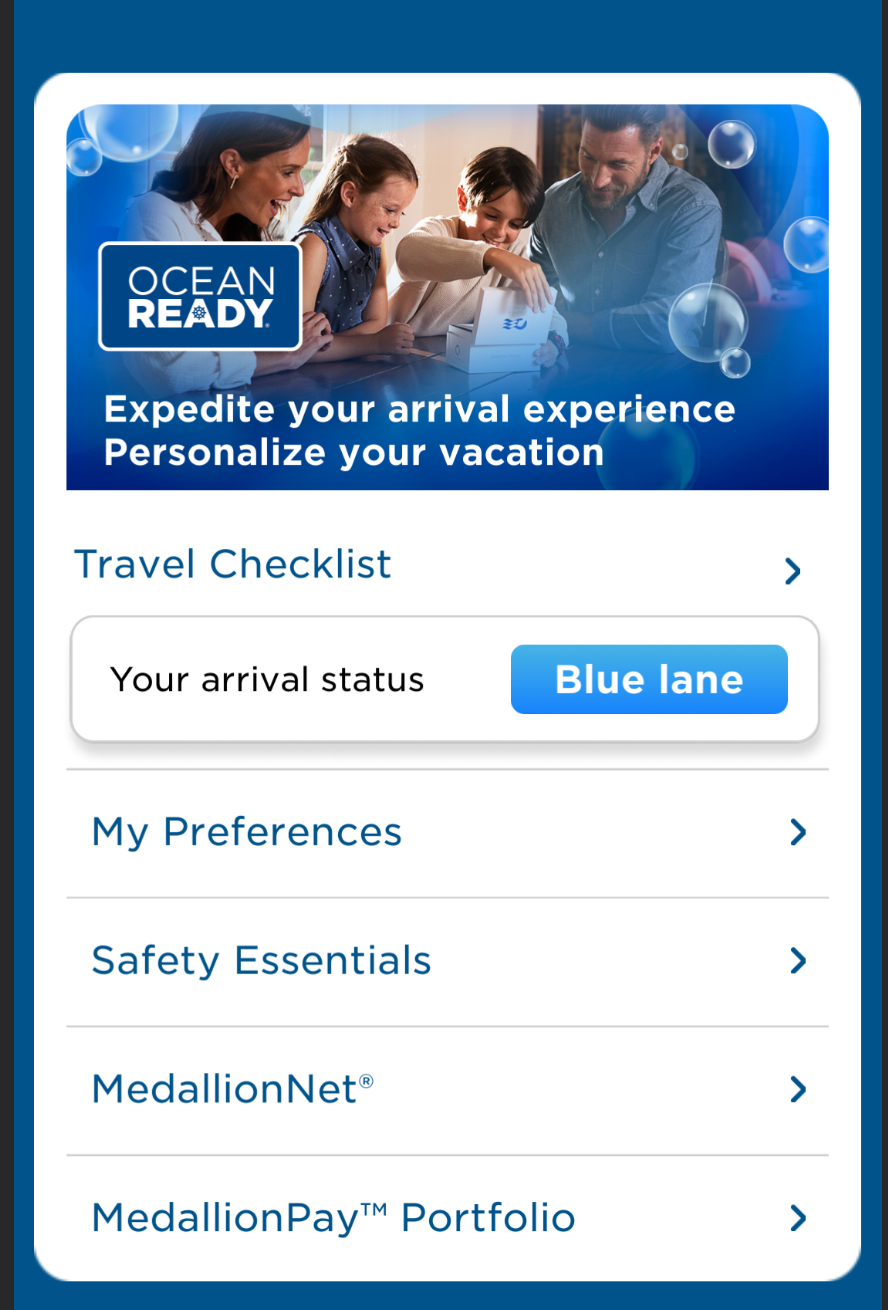 OCEAN
READY
Expedite your arrival experience
Personalize your vacation
Travel Checklist
Your arrival status
Blue lane
My Preferences
Safety Essentials
MedallionNet®
MedallionPay™ Portfolio